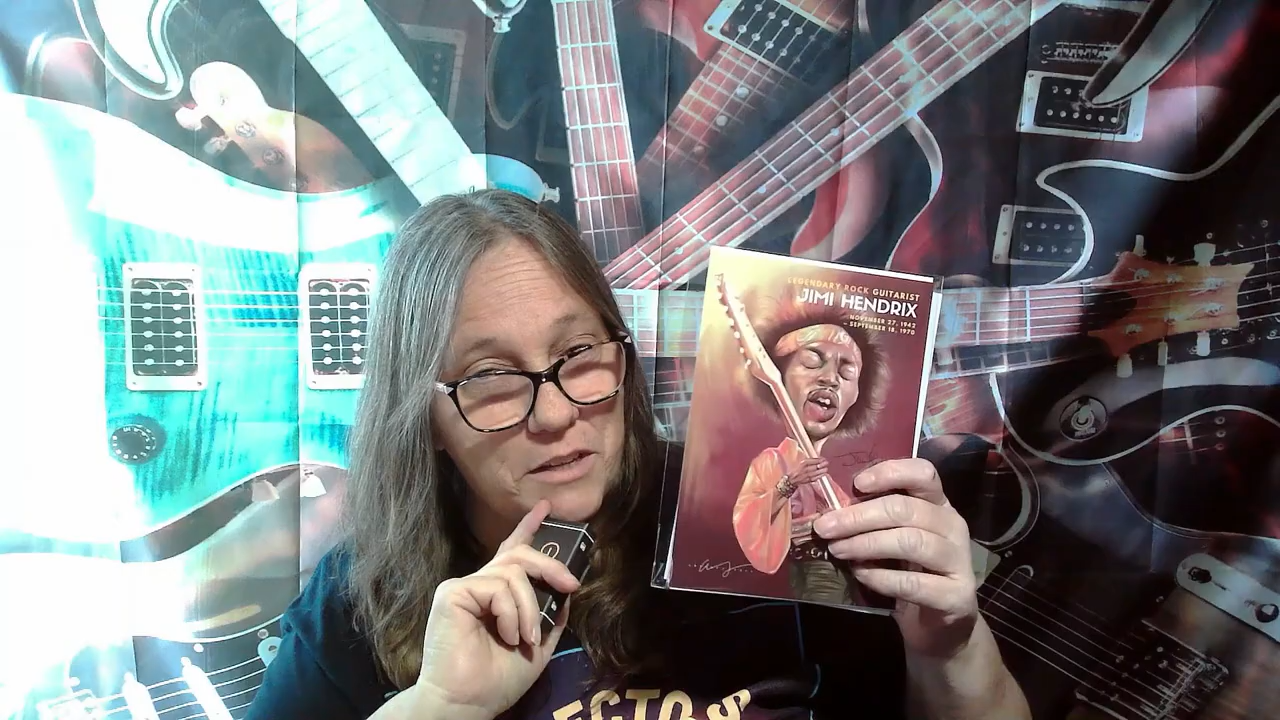 LEGENDARY ROCK GUITARIST
JIMI HENDRIX
NOVEMBER 27, 1942
- SEPTEMBER 18, 1970